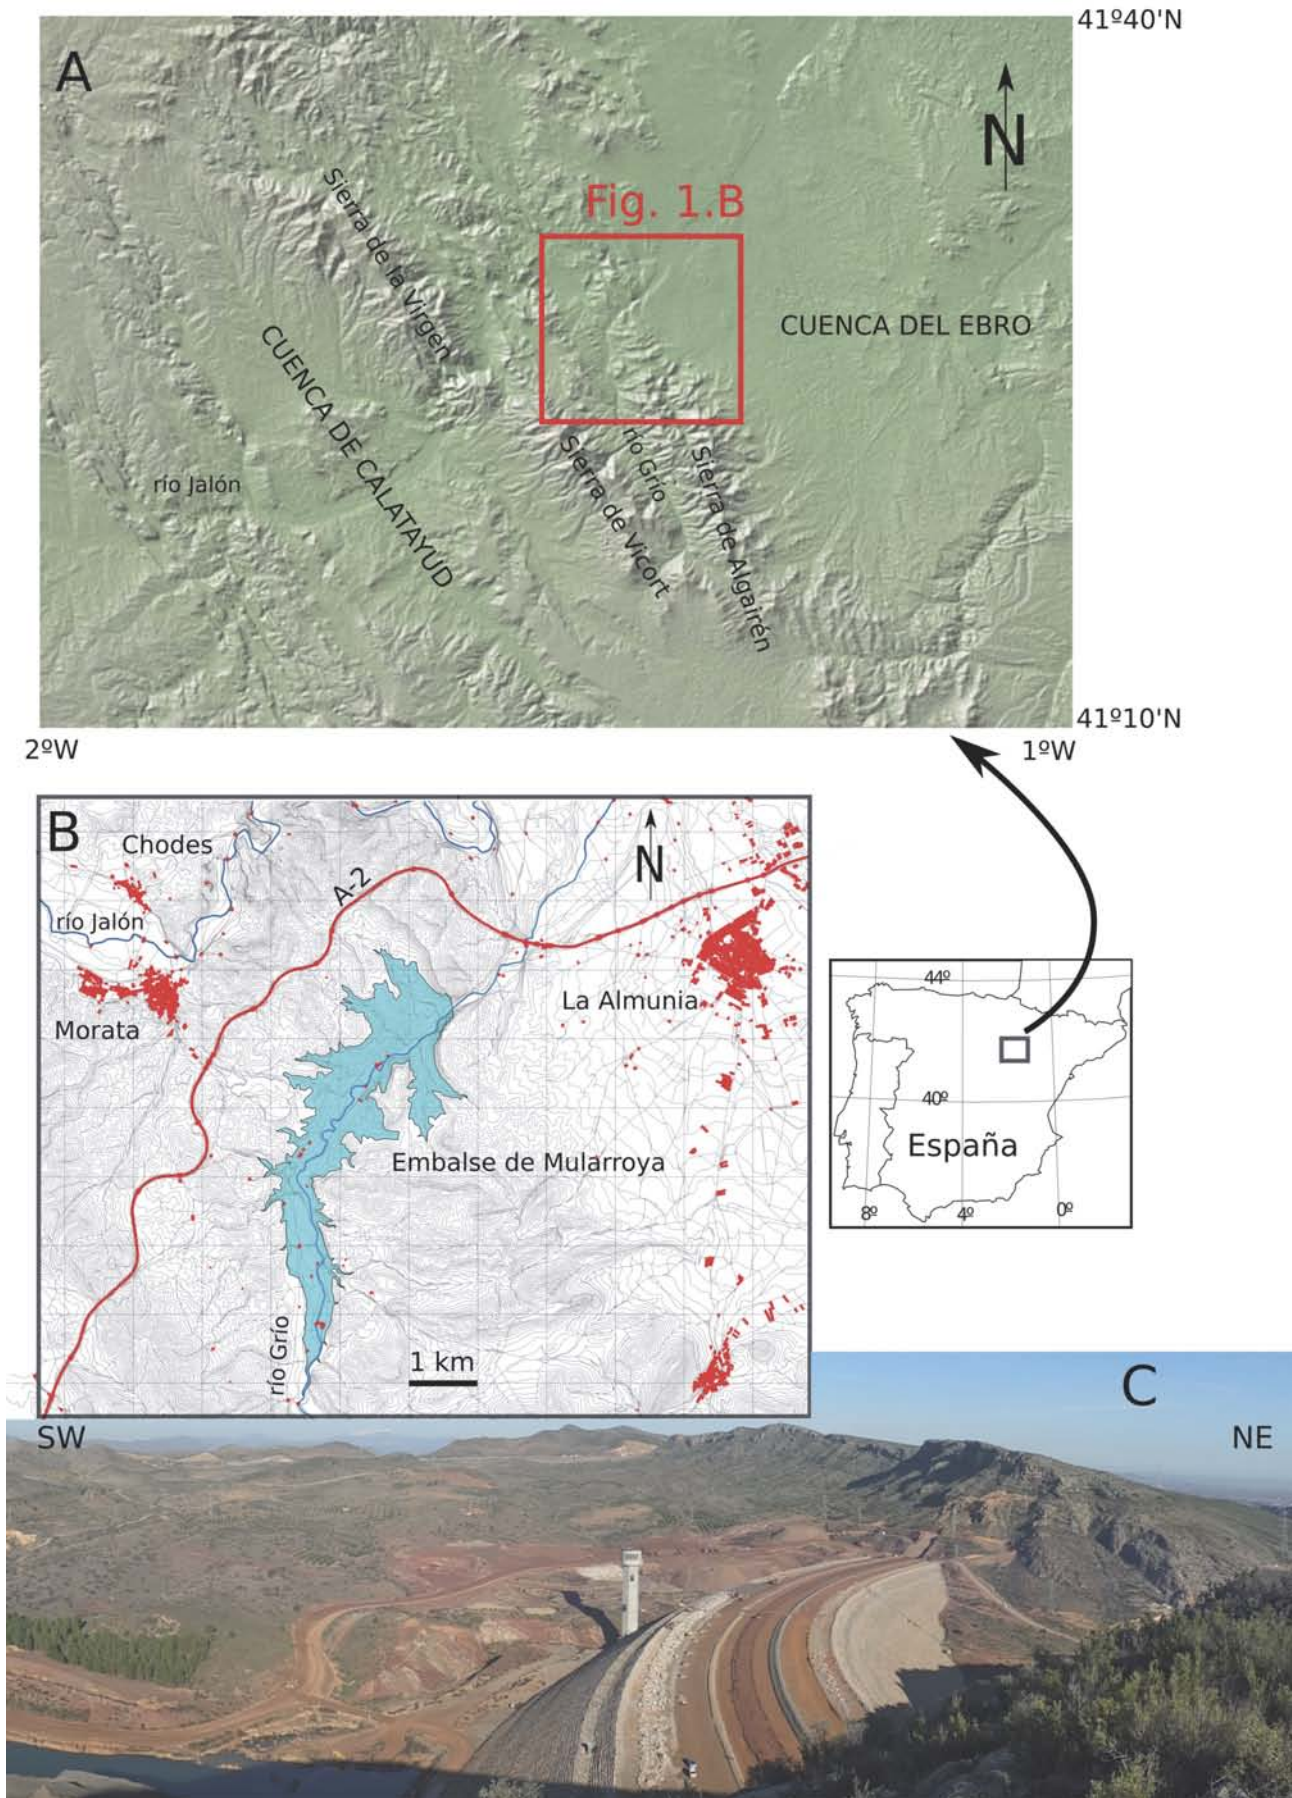 A
41º40'N
N
Fig. 1.B
Sierra de la Virgen
CUENCA DEL EBRO
CUENCA DE CALATAYUD
río Jalón
río Grío
Sierra de Vicort
Sierra de Algairén
41º10'N
2ºW
1ºW
B
Chodes
A-2
N
río Jalón
La Almunia
Morata
Embalse de Mularroya
río Grío
1 km
44º
40º
España
8º
4º
0º
C
SW
NE